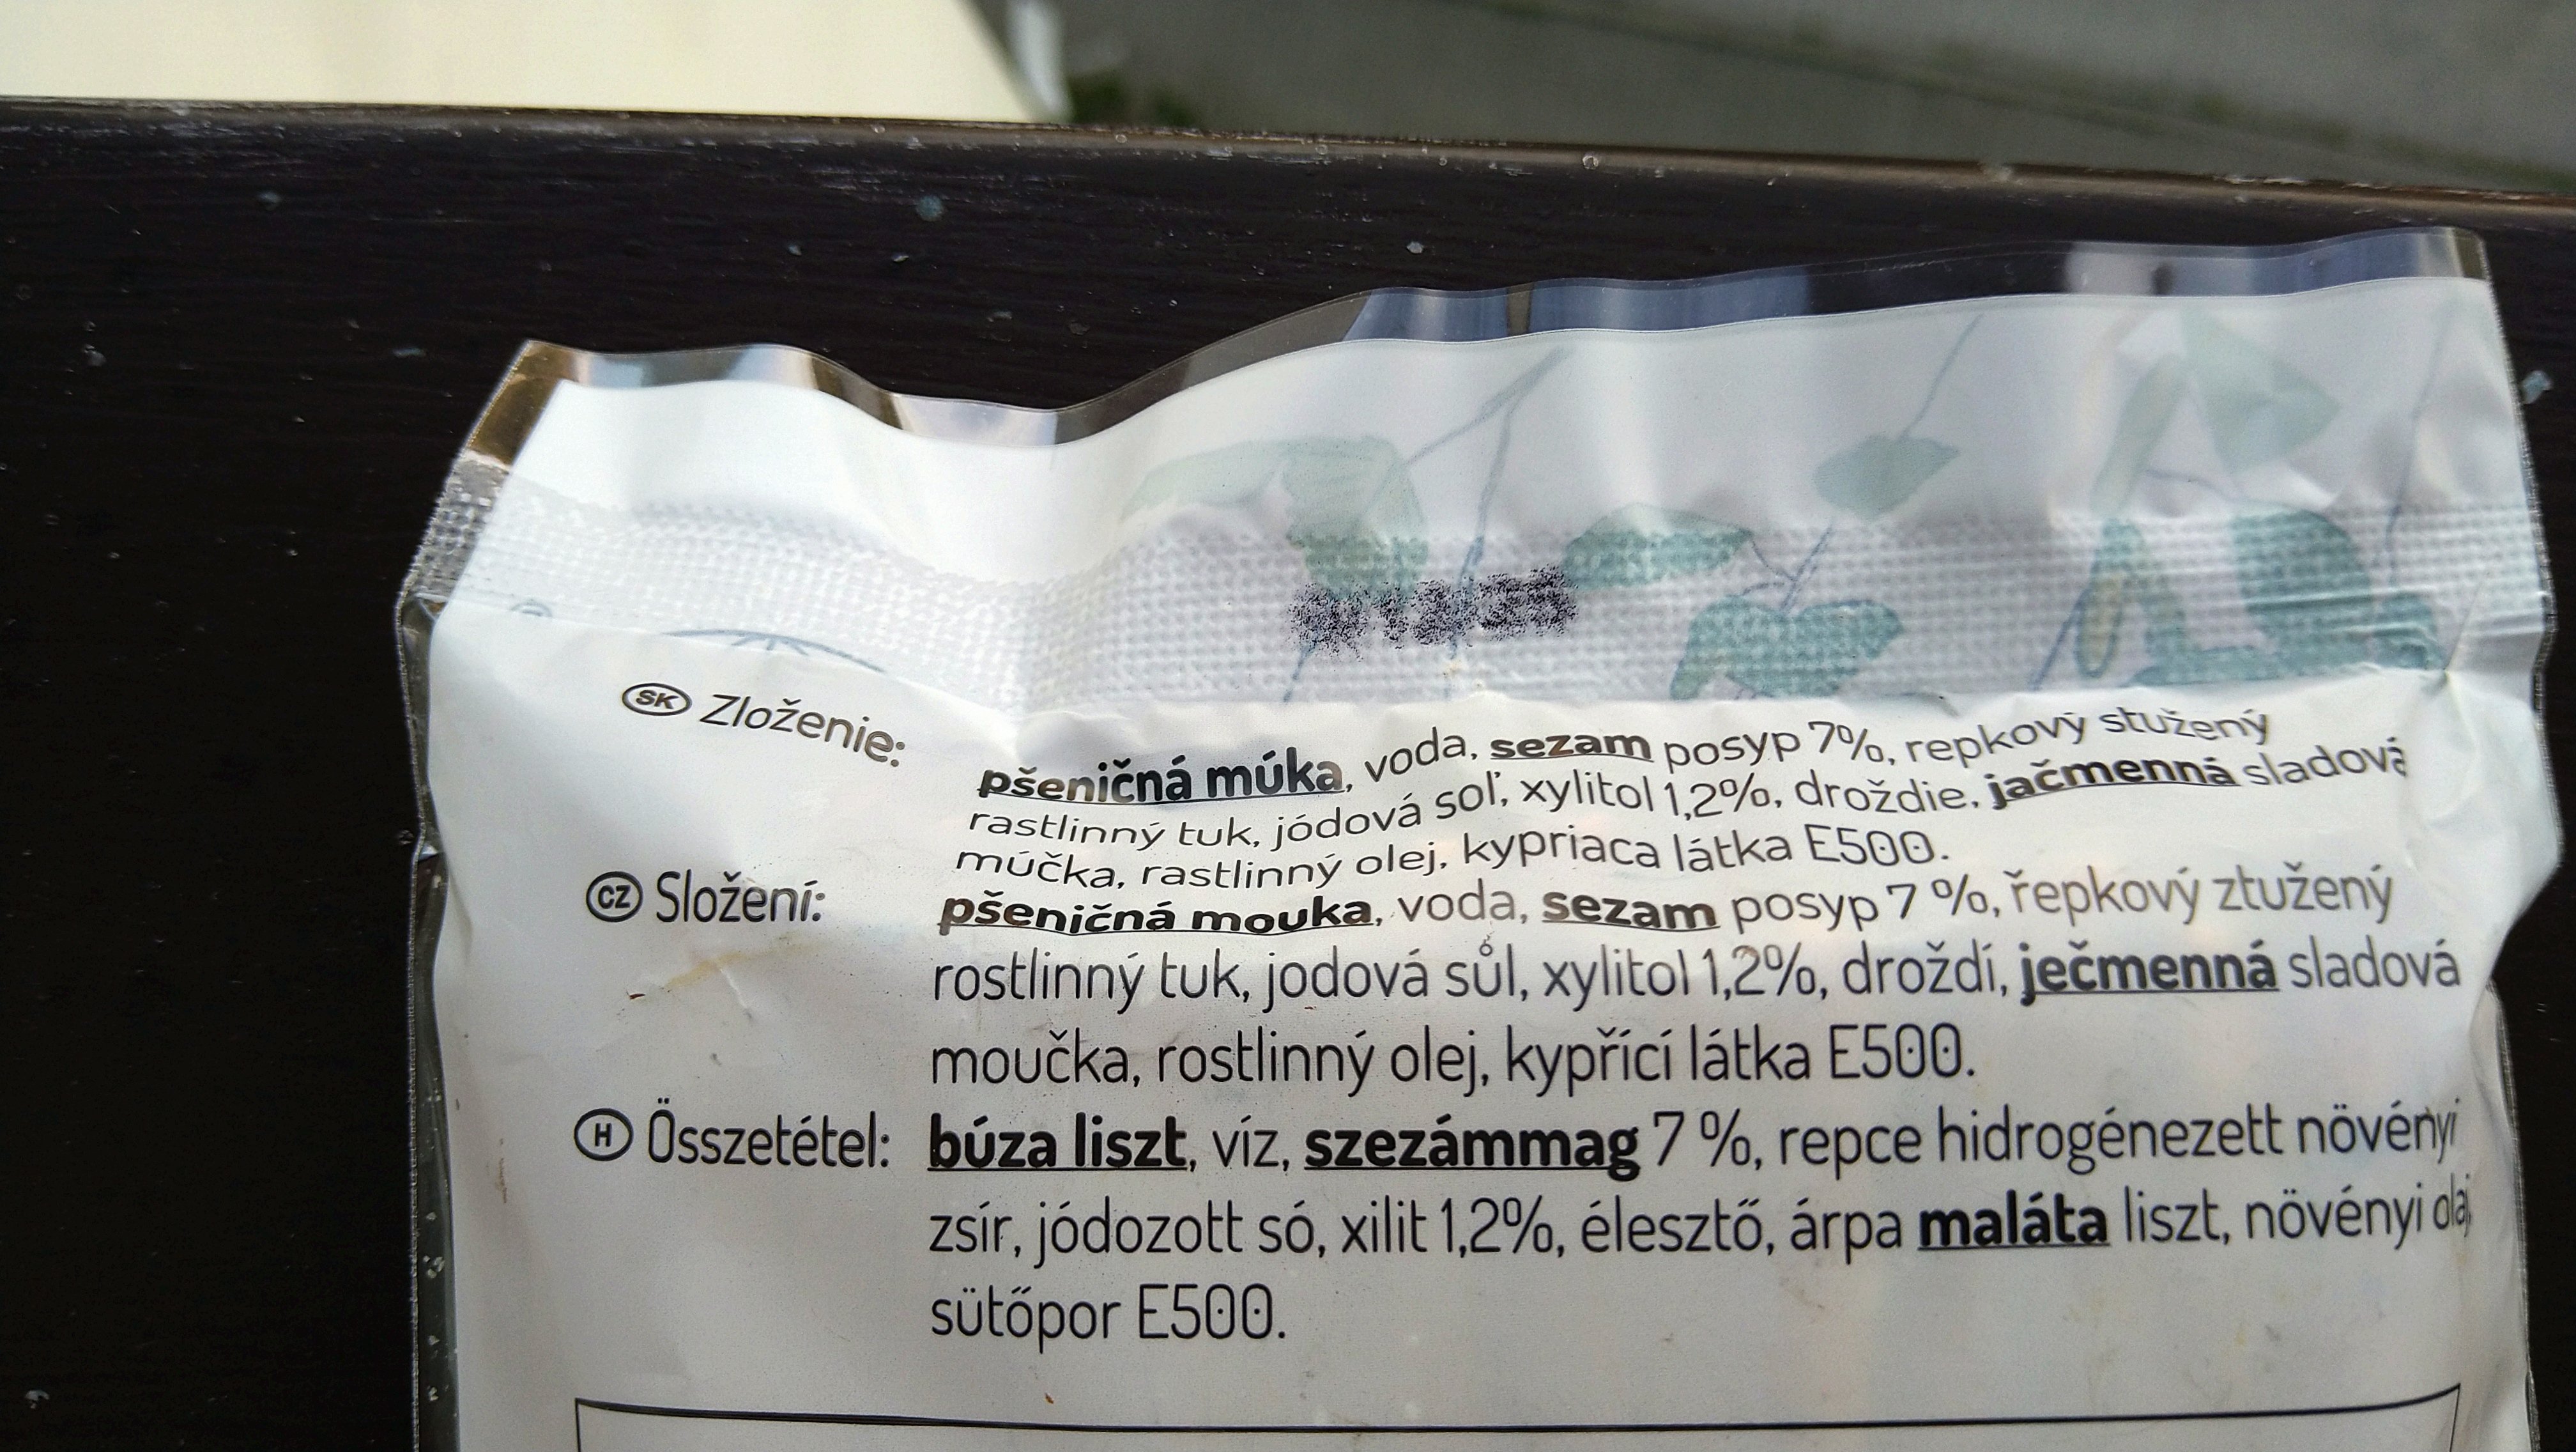 SK Zloženie: pšeničná múka, voda, sezam posyp 7%, repkový stužený
rastlinný tuk, jódová soľ, xylitol 1,2%, droždie, jačmenná sladová
múčka, rastlinný olej, kypriaca látka E500.
CZ Složení: pšeničná mouka, voda, sezam posyp 7 %, řepkový ztužený
rostlinný tuk, jodová sůl, xylitol 1,2%, droždí, ječmenná sladová
moučka, rostlinný olej, kypřící látka E500.
H Összetétel: búza liszt, víz, szezámmag 7 %, repce hidrogénezett növényi
zsír, jódozott só, xilit 1,2%, élesztő, árpa maláta liszt, növényi olaj,
sütőpor E500.